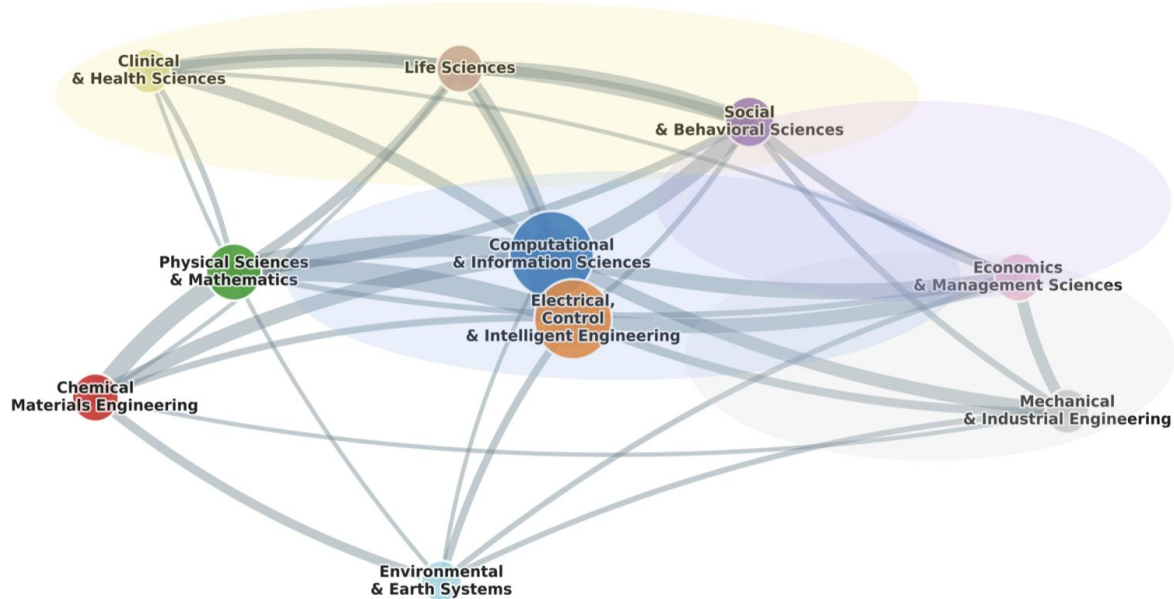 Clinical
& Health Sciences
Life Sciences
Social
& Behavioral Sciences
Computational
& Information Sciences
Physical Sciences
& Mathematics
Economics
& Management Sciences
Electrical,
Control
& Intelligent Engineering
Chemical
Materials Engineering
Mechanical
& Industrial Engineering
Environmental
& Earth Systems